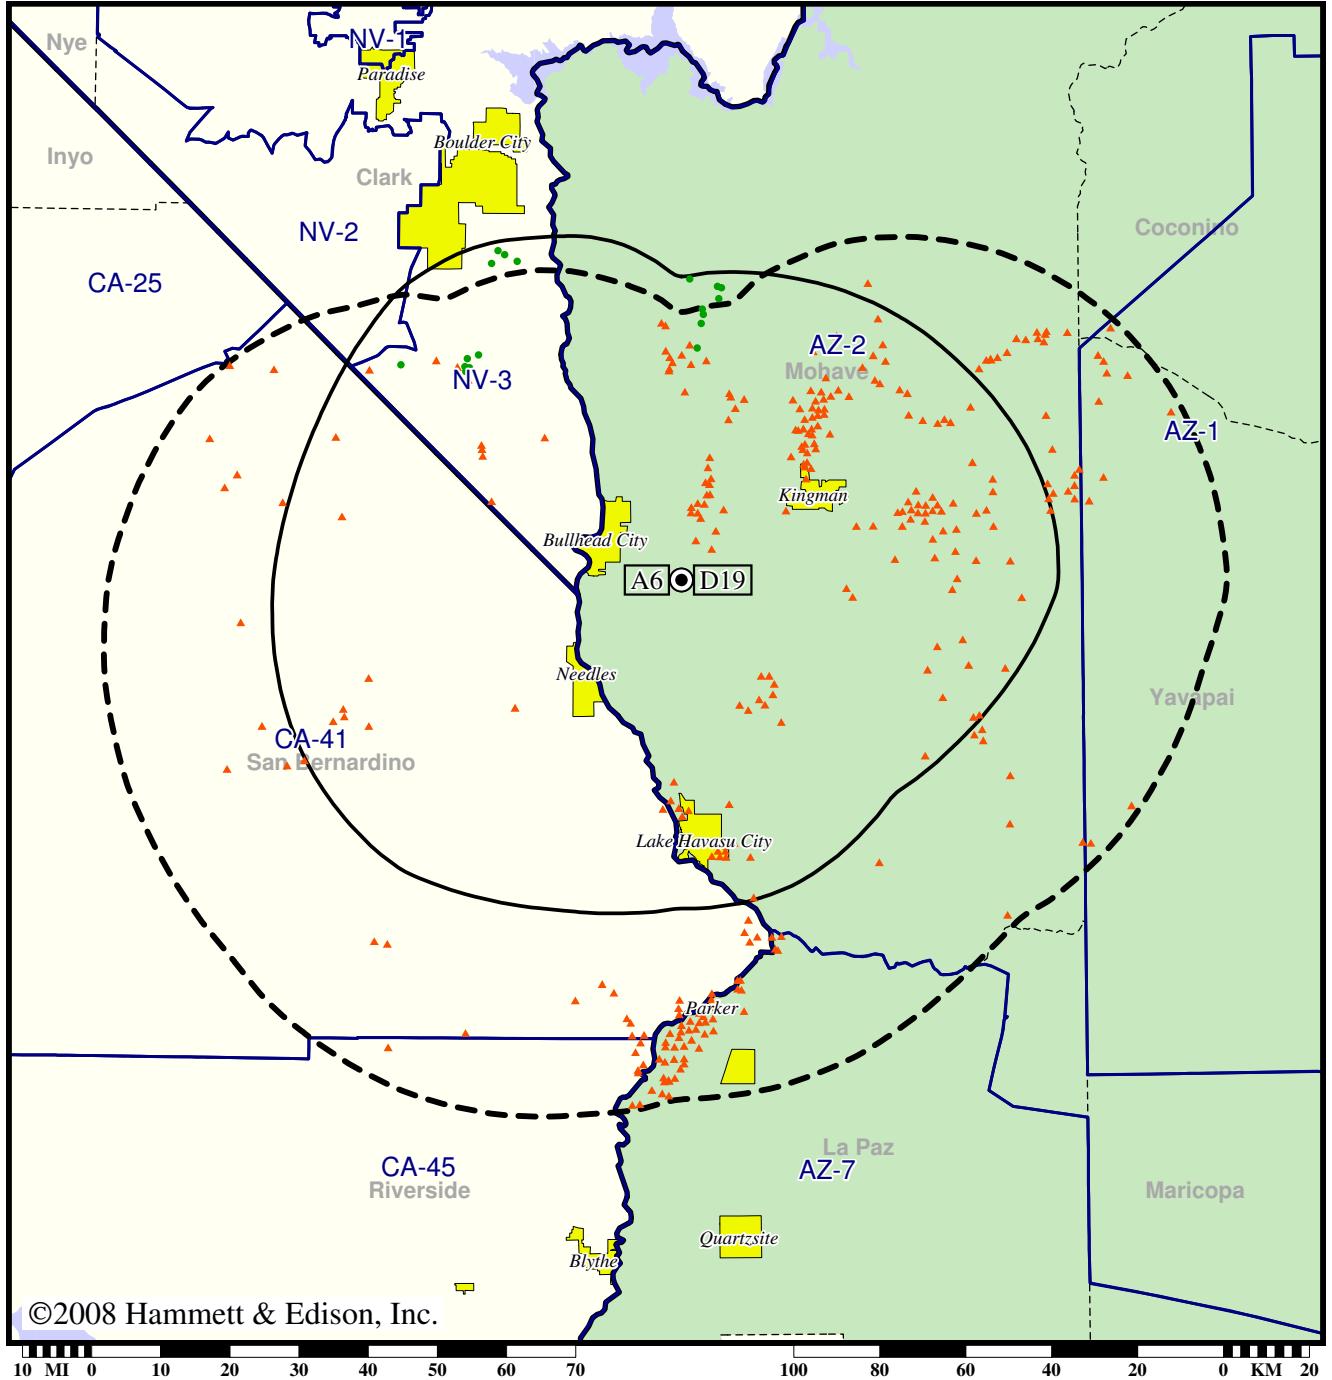 NV-1
Nye
Paradise
Boulder City
Inyo
Clark
NV-2
Coconino
CA-25
AZ-2
Mohave
NV-3
AZ-1
Kingman
Bullhead City
A6 D19
Needles
Yavapai
CA-41
San Bernardino
Lake Havasu City
Parker
La Paz
CA-45
AZ-7
Riverside
Maricopa
Quartzsite
Blythe
©2008 Hammett & Edison, Inc.
10 MI 0 10 20 30 40 50 60 70 100 80 60 40 20 0 KM 20